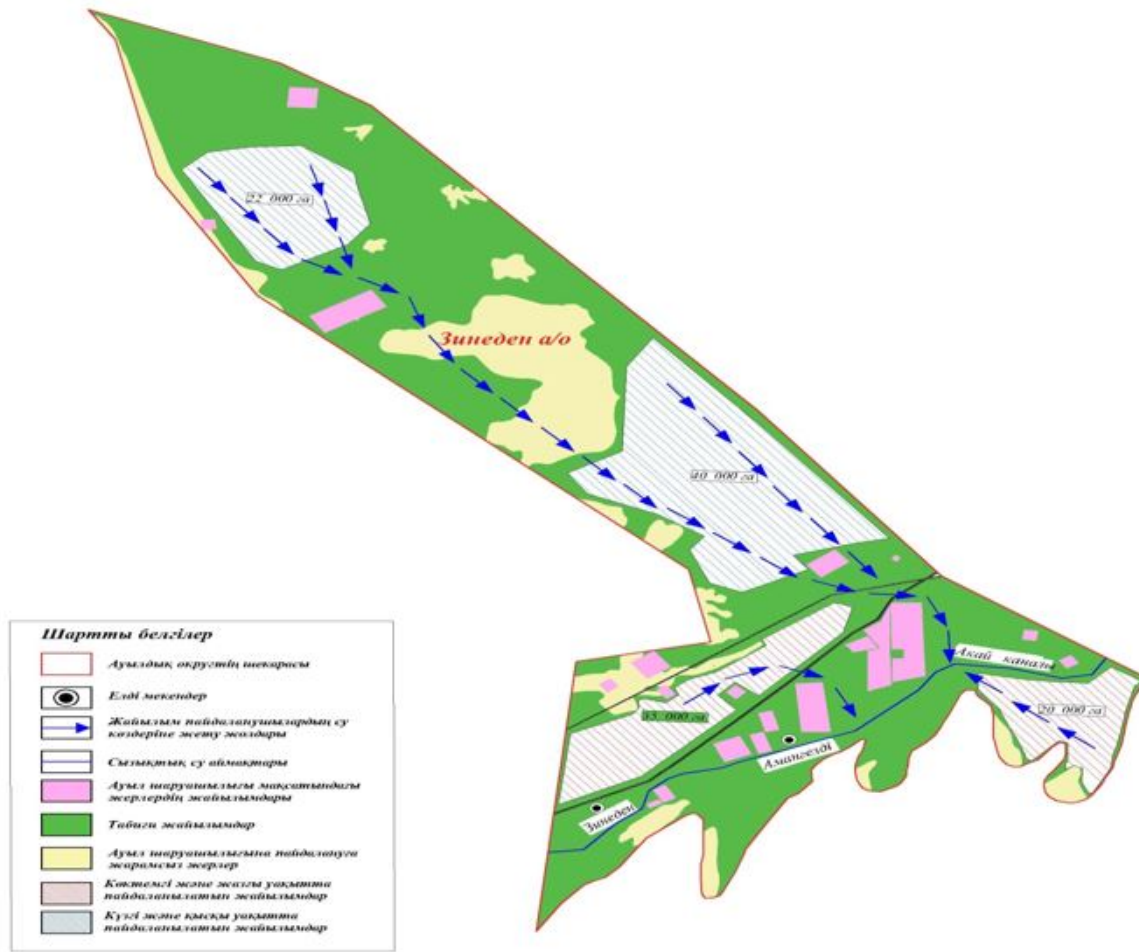 22 000 га
Зинеден а/о
40 000 га
Акай каналы
35 000 га
20 000 га
Амангелді
Зинеден
Шартты белгілер
Ауылдық округтің шекарасы
Елді мекендер
Жайылым пайдаланушылардың су
көздеріне жету жолдары
Сызықтық су аймақтары
Ауыл шаруашылығы мақсатындағы
жерлердің жайылымдары
Табиғи жайылымдар
Ауыл шаруашылығына пайдалануға
жарамсыз жерлер
Көктемгі және жазғы уақытта
пайдаланылатын жайылымдар
Күзгі және қысқы уақытта
пайдаланылатын жайылымдар